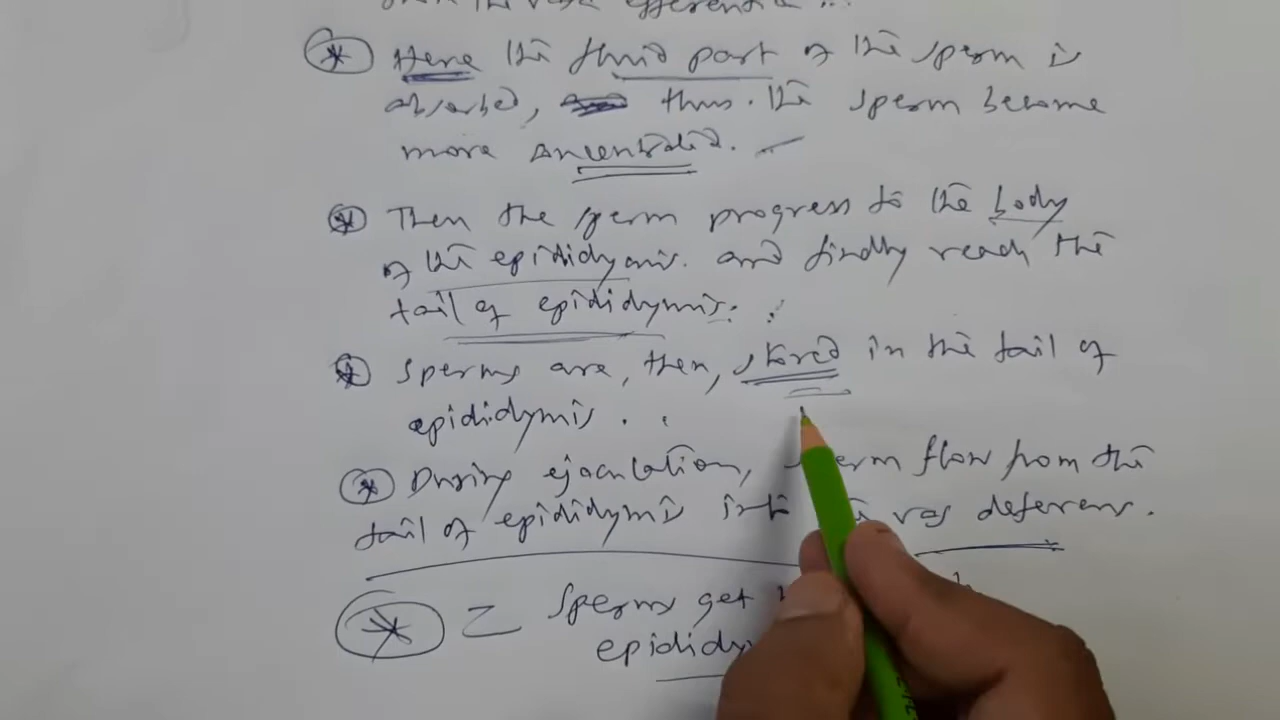 Here the fluid part of the sperm is
absorbed, thus. the sperm become
more concentrated.
Then the sperm progress to the body
of the epididymis. and finally reach the
tail of epididymis.
Sperms are, then, stored in the tail of
epididymis.
During ejaculation, sperm flow from the
tail of epididymis into vas deferens.
Sperms get